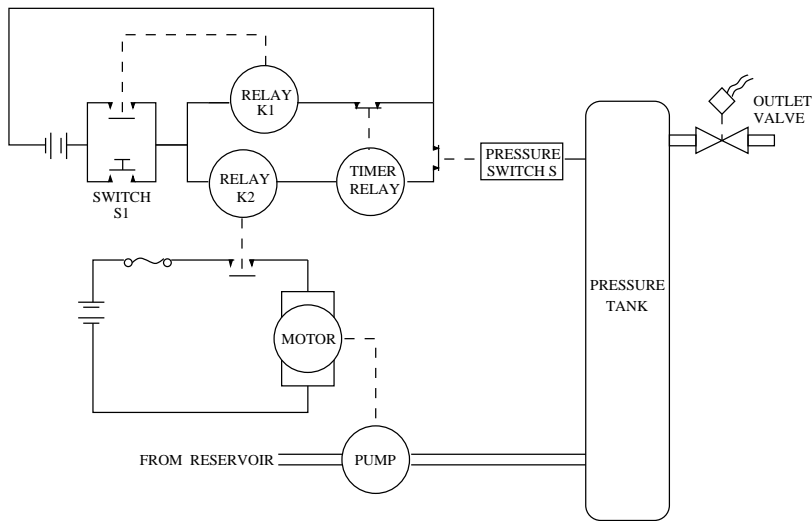 RELAY
K1
OUTLET
VALVE
SWITCH
S1
RELAY
K2
TIMER
RELAY
PRESSURE
SWITCH S
PRESSURE
TANK
MOTOR
FROM RESERVOIR
PUMP